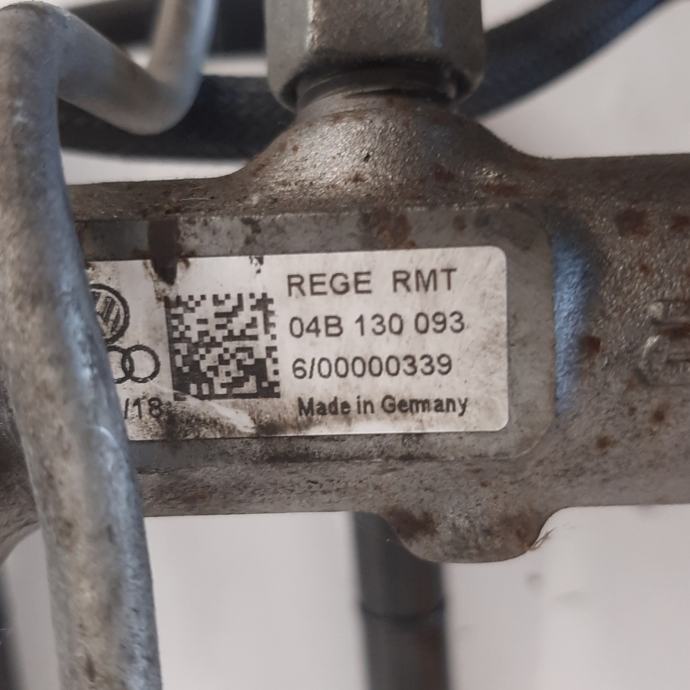 REGE RMT
04B 130 093
6/00000339
/18
Made in Germany